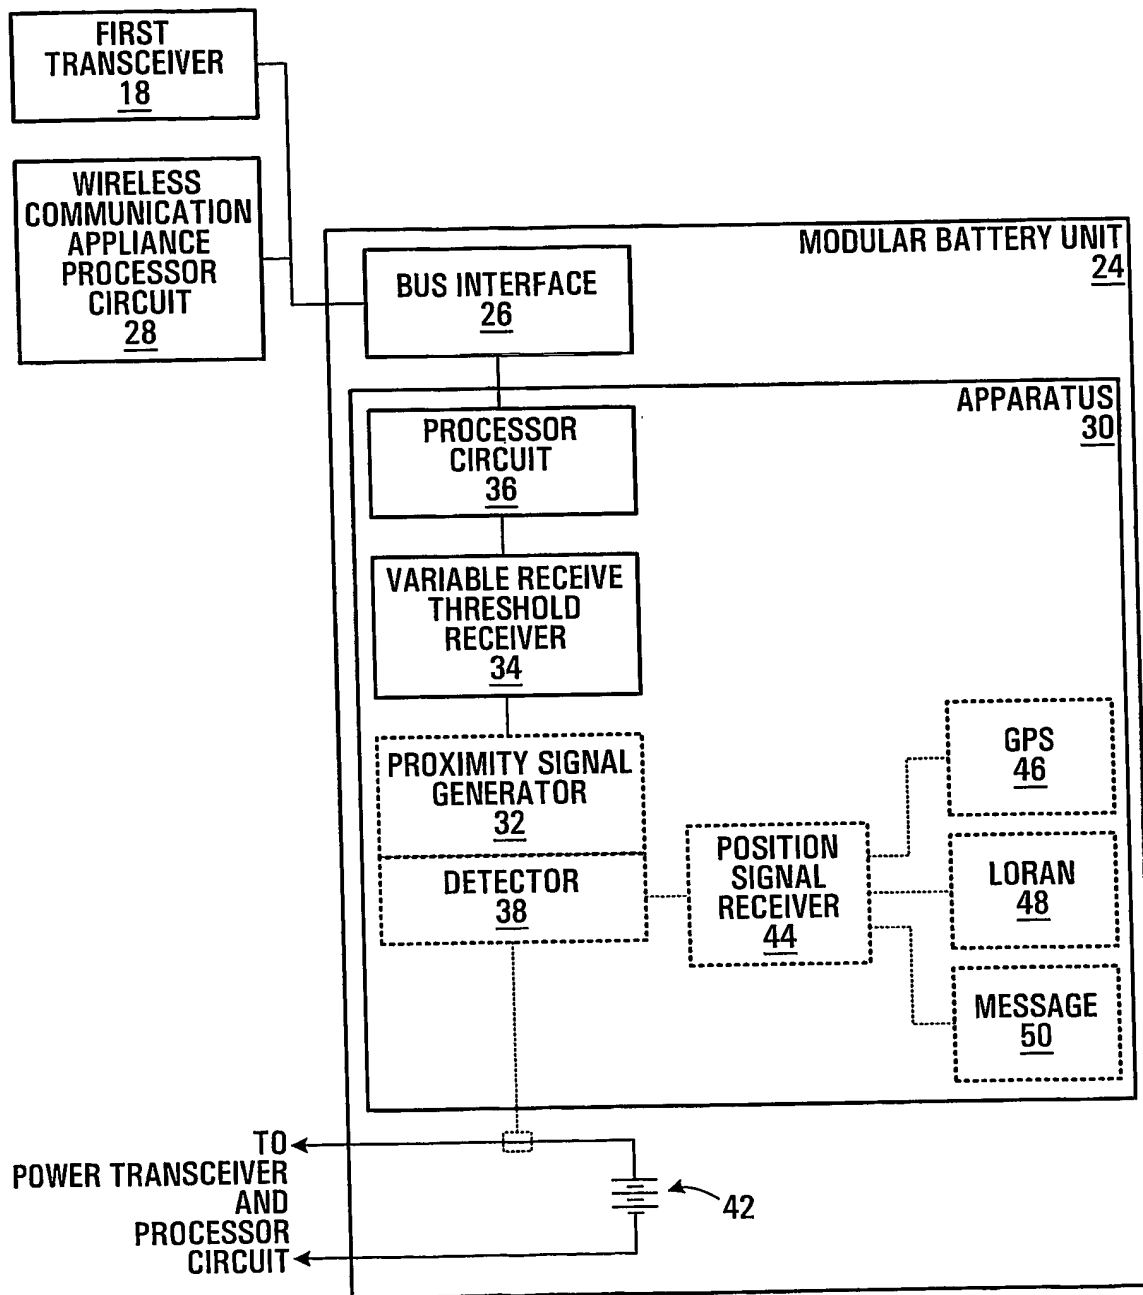 FIRST
TRANSCEIVER
18
WIRELESS
COMMUNICATION
APPLIANCE
PROCESSOR
CIRCUIT
28
MODULAR BATTERY UNIT
24
BUS INTERFACE
26
APPARATUS
30
PROCESSOR
CIRCUIT
36
VARIABLE RECEIVE
THRESHOLD
RECEIVER
34
PROXIMITY SIGNAL
GENERATOR
32
DETECTOR
38
POSITION
SIGNAL
RECEIVER
44
GPS
46
LORAN
48
MESSAGE
50
TO
POWER TRANSCEIVER
AND
PROCESSOR
CIRCUIT
42